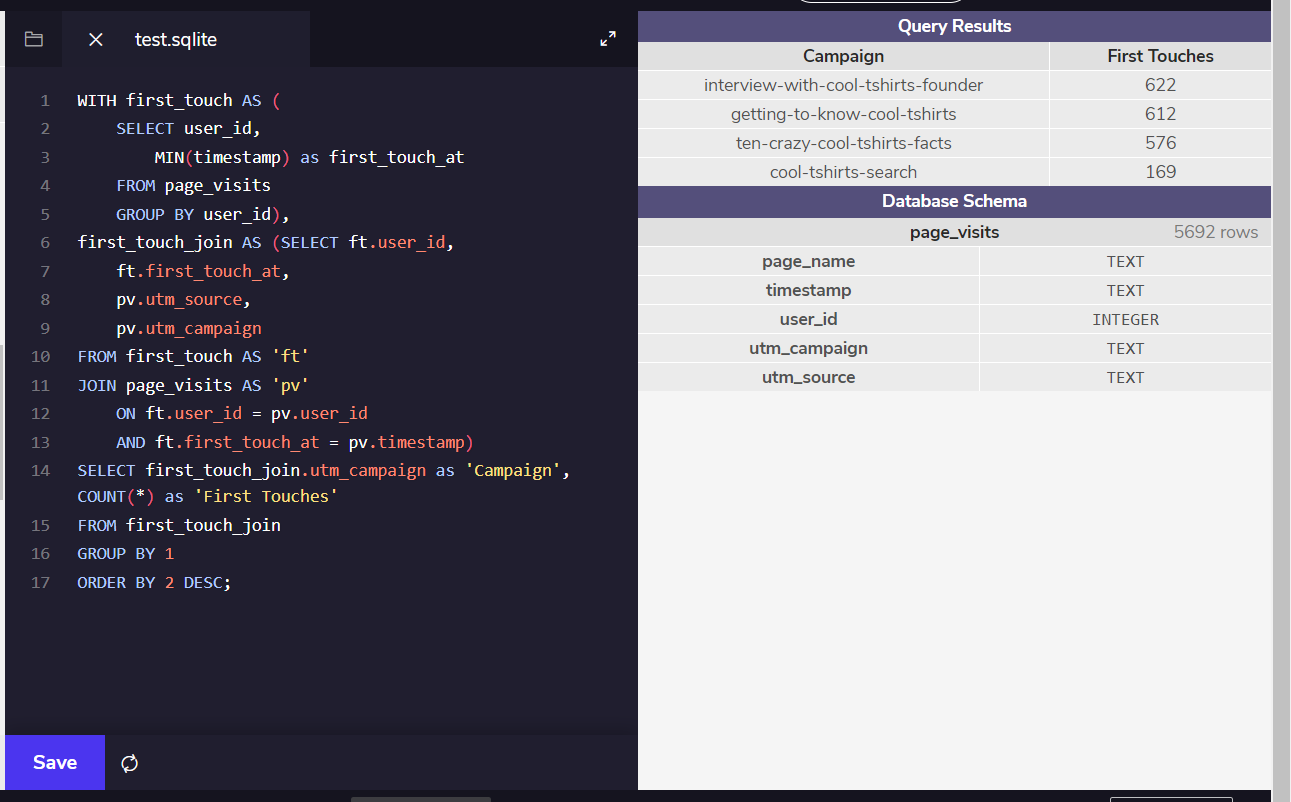 test.sqlite
1 WITH first_touch AS (
2 SELECT user_id,
3 MIN(timestamp) as first_touch_at
4 FROM page_visits
5 GROUP BY user_id),
6 first_touch_join AS (SELECT ft.user_id,
7 ft.first_touch_at,
8 pv.utm_source,
9 pv.utm_campaign
10 FROM first_touch AS 'ft'
11 JOIN page_visits AS 'pv'
12 ON ft.user_id = pv.user_id
13 AND ft.first_touch_at = pv.timestamp)
14 SELECT first_touch_join.utm_campaign as 'Campaign',
COUNT(*) as 'First Touches'
15 FROM first_touch_join
16 GROUP BY 1
17 ORDER BY 2 DESC;
Save
Query Results
Campaign First Touches
interview-with-cool-tshirts-founder 622
getting-to-know-cool-tshirts 612
ten-crazy-cool-tshirts-facts 576
cool-tshirts-search 169
Database Schema
page_visits 5692 rows
page_name TEXT
timestamp TEXT
user_id INTEGER
utm_campaign TEXT
utm_source TEXT